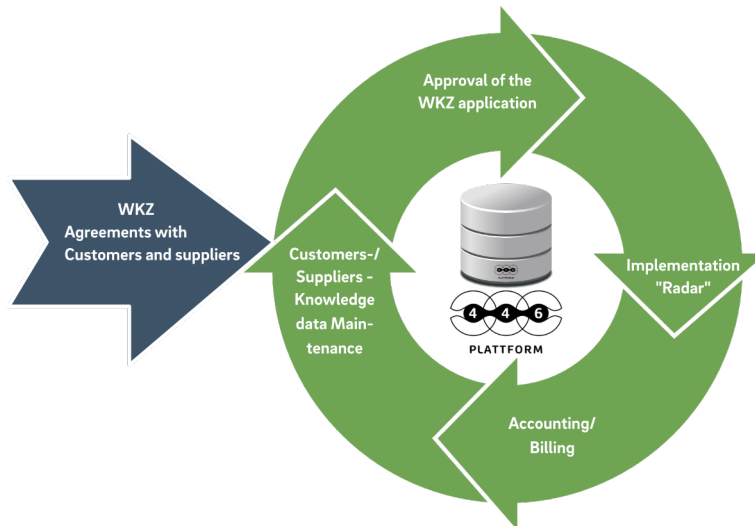 Approval of the
WKZ application
WKZ
Agreements with
Customers and suppliers
Customers-/
Suppliers -
Knowledge
data Main-
tenance
Implementation
"Radar"
4 4 6
PLATTFORM
Accounting/
Billing